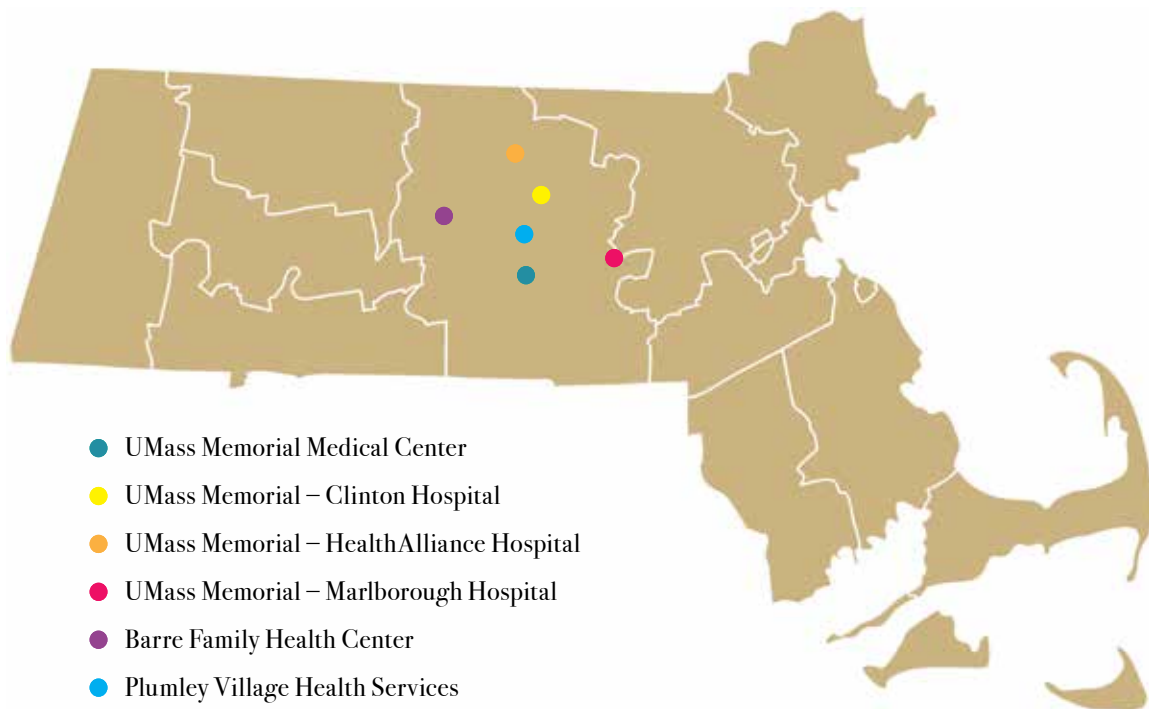 UMass Memorial Medical Center
UMass Memorial – Clinton Hospital
UMass Memorial – HealthAlliance Hospital
UMass Memorial – Marlborough Hospital
Barre Family Health Center
Plumley Village Health Services